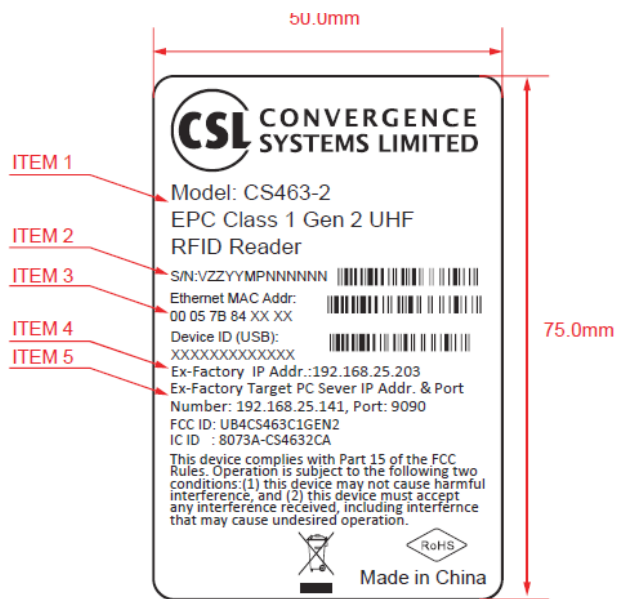 50.0mm
CSL CONVERGENCE
SYSTEMS LIMITED
ITEM 1
Model: CS463-2
EPC Class 1 Gen 2 UHF
RFID Reader
ITEM 2
S/N:VZZYYMPNNNNNN
ITEM 3
Ethernet MAC Addr:
00 05 7B 84 XX XX
ITEM 4
Device ID (USB):
XXXXXXXXXXXXX
75.0mm
ITEM 5
Ex-Factory IP Addr.:192.168.25.203
Ex-Factory Target PC Sever IP Addr. & Port
Number: 192.168.25.141, Port: 9090
FCC ID: UB4CS463C1GEN2
IC ID : 8073A-CS4632CA
This device complies with Part 15 of the FCC
Rules. Operation is subject to the following two
conditions:(1) this device may not cause harmful
interference, and (2) this device must accept
any interference received, including interfernce
that may cause undesired operation.
RoHS
Made in China